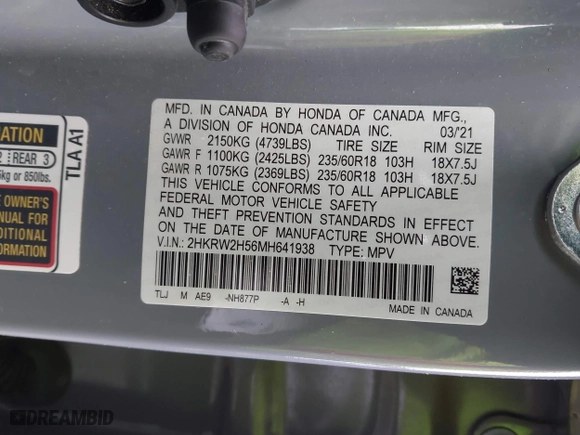 MFD. IN CANADA BY HONDA OF CANADA MFG.,
A DIVISION OF HONDA CANADA INC. 03/'21
GVWR 2150KG (4739LBS) TIRE SIZE RIM SIZE
GAWR F 1100KG (2425LBS) 235/60R18 103H 18X7.5J
GAWR R 1075KG (2369LBS) 235/60R18 103H 18X7.5J
THIS VEHICLE CONFORMS TO ALL APPLICABLE
FEDERAL MOTOR VEHICLE SAFETY
AND THEFT PREVENTION STANDARDS IN EFFECT
ON THE DATE OF MANUFACTURE SHOWN ABOVE.
V.I.N.: 2HKRW2H56MH641938 TYPE: MPV
TLJ M AE9 -NH877P -A -H
MADE IN CANADA
TLA A1
REAR 3
kg or 850lbs.
OWNER'S
MANUAL FOR
INFORMATION
DREAMBID